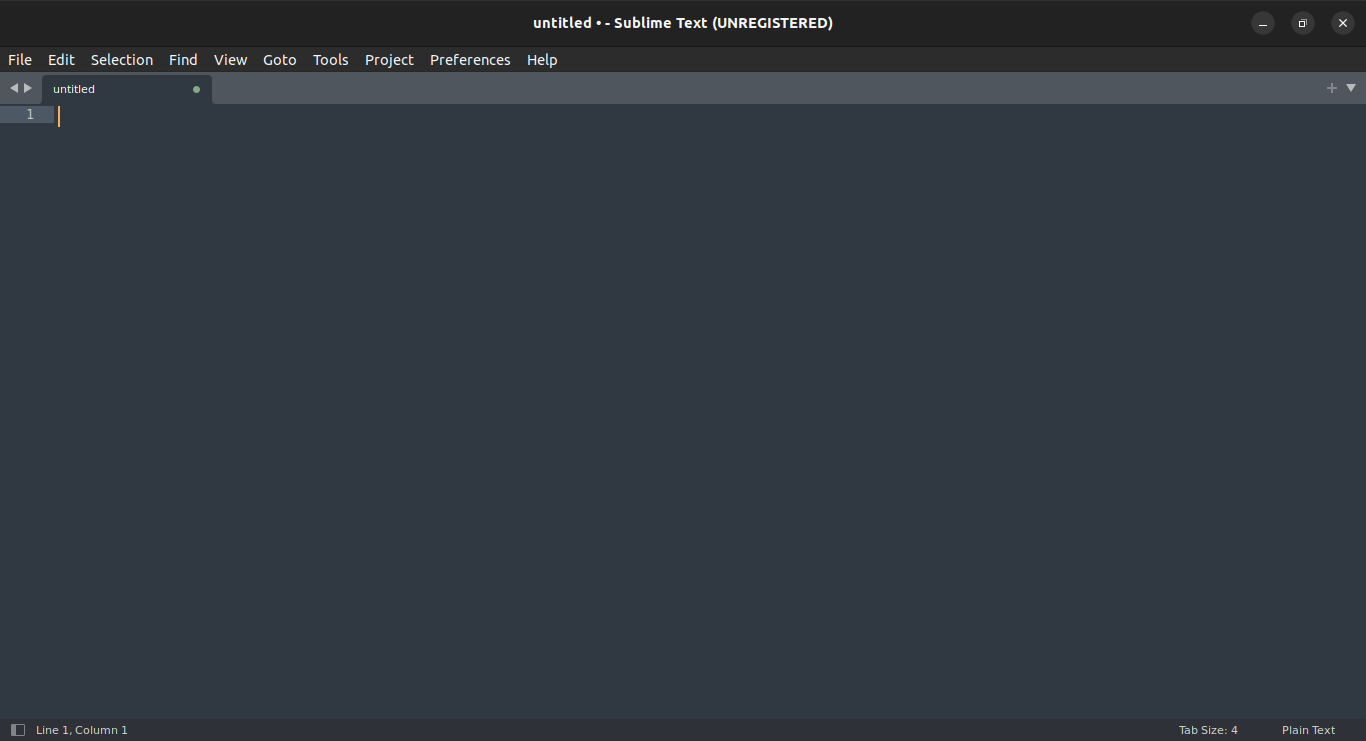 untitled • - Sublime Text (UNREGISTERED)
File Edit Selection Find View Goto Tools Project Preferences Help
untitled
1
Line 1, Column 1 Tab Size: 4 Plain Text